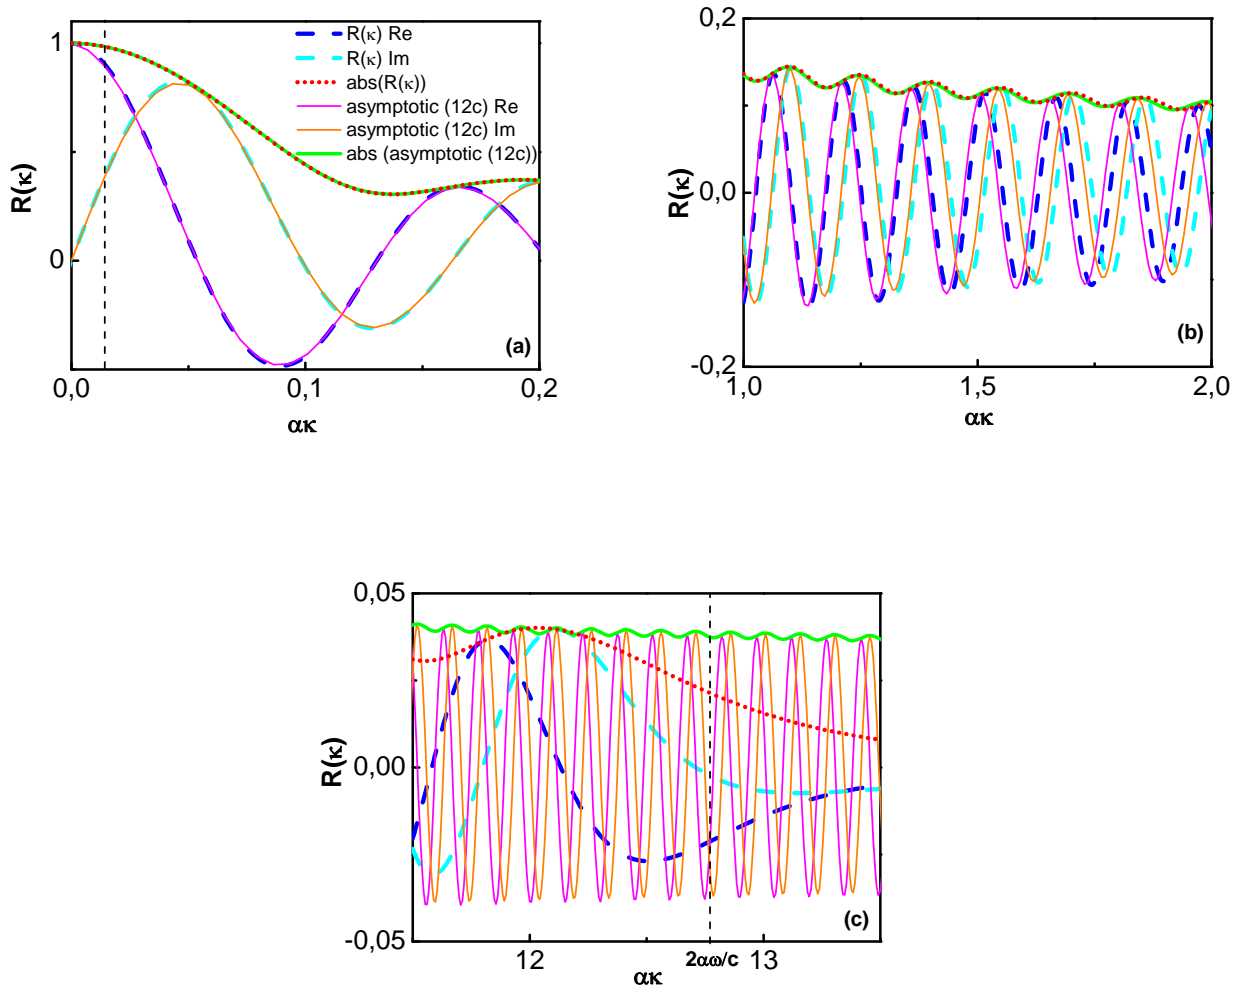 R(κ)
1
0
R(κ) Re
R(κ) Im
abs(R(κ))
asymptotic (12c) Re
asymptotic (12c) Im
abs (asymptotic (12c))
(a)
0,0
0,1
0,2
ακ
R(κ)
0,2
0,0
-0,2
(b)
1,0
1,5
2,0
ακ
R(κ)
0,05
0,00
-0,05
(c)
12
2αω/c
13
ακ